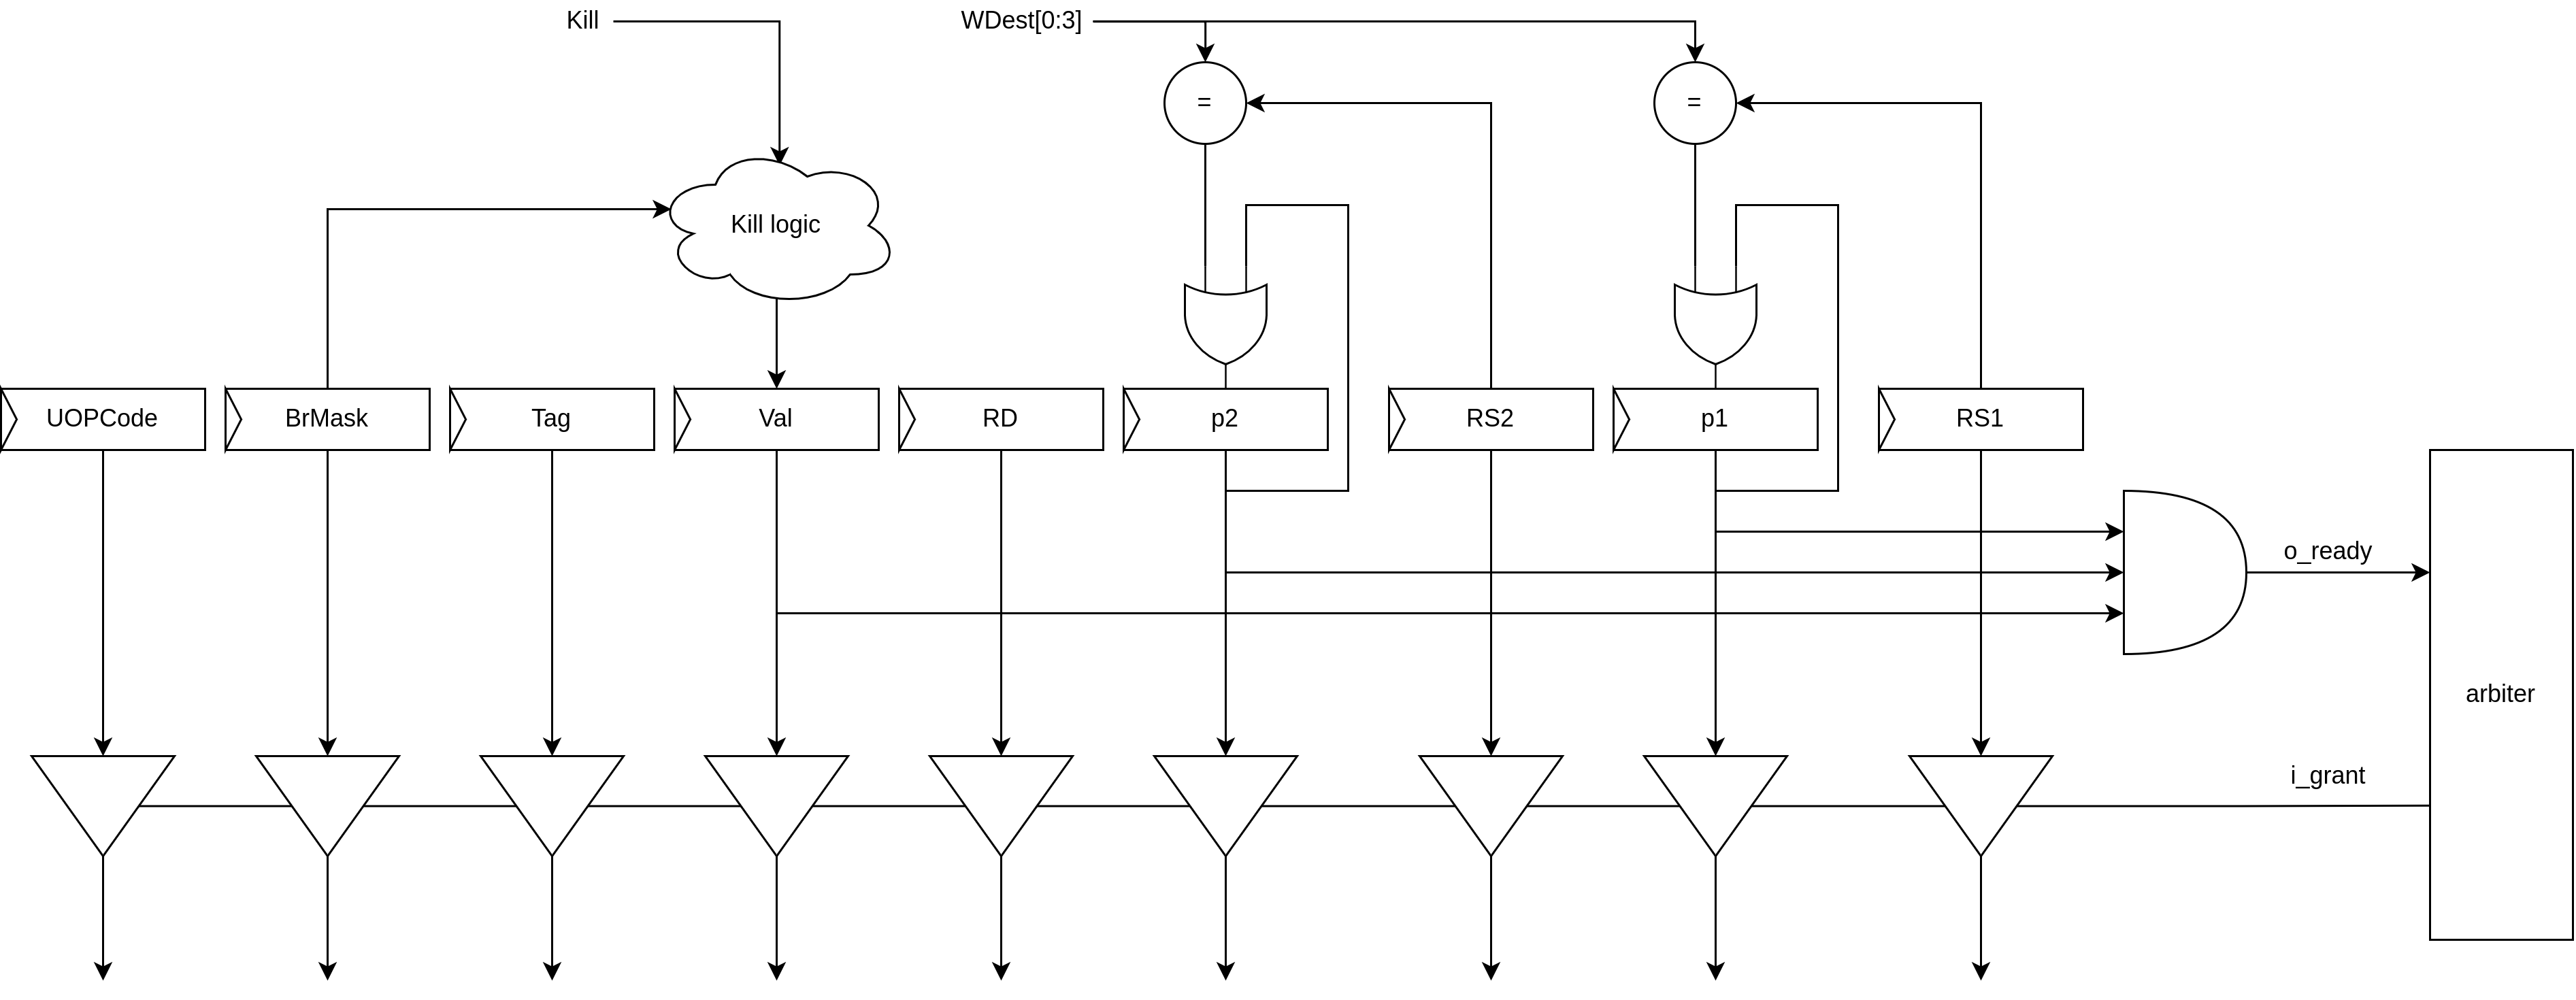 Kill
WDest[0:3]
=
=
Kill logic
UOPCode
BrMask
Tag
Val
RD
p2
RS2
p1
RS1
o_ready
arbiter
i_grant